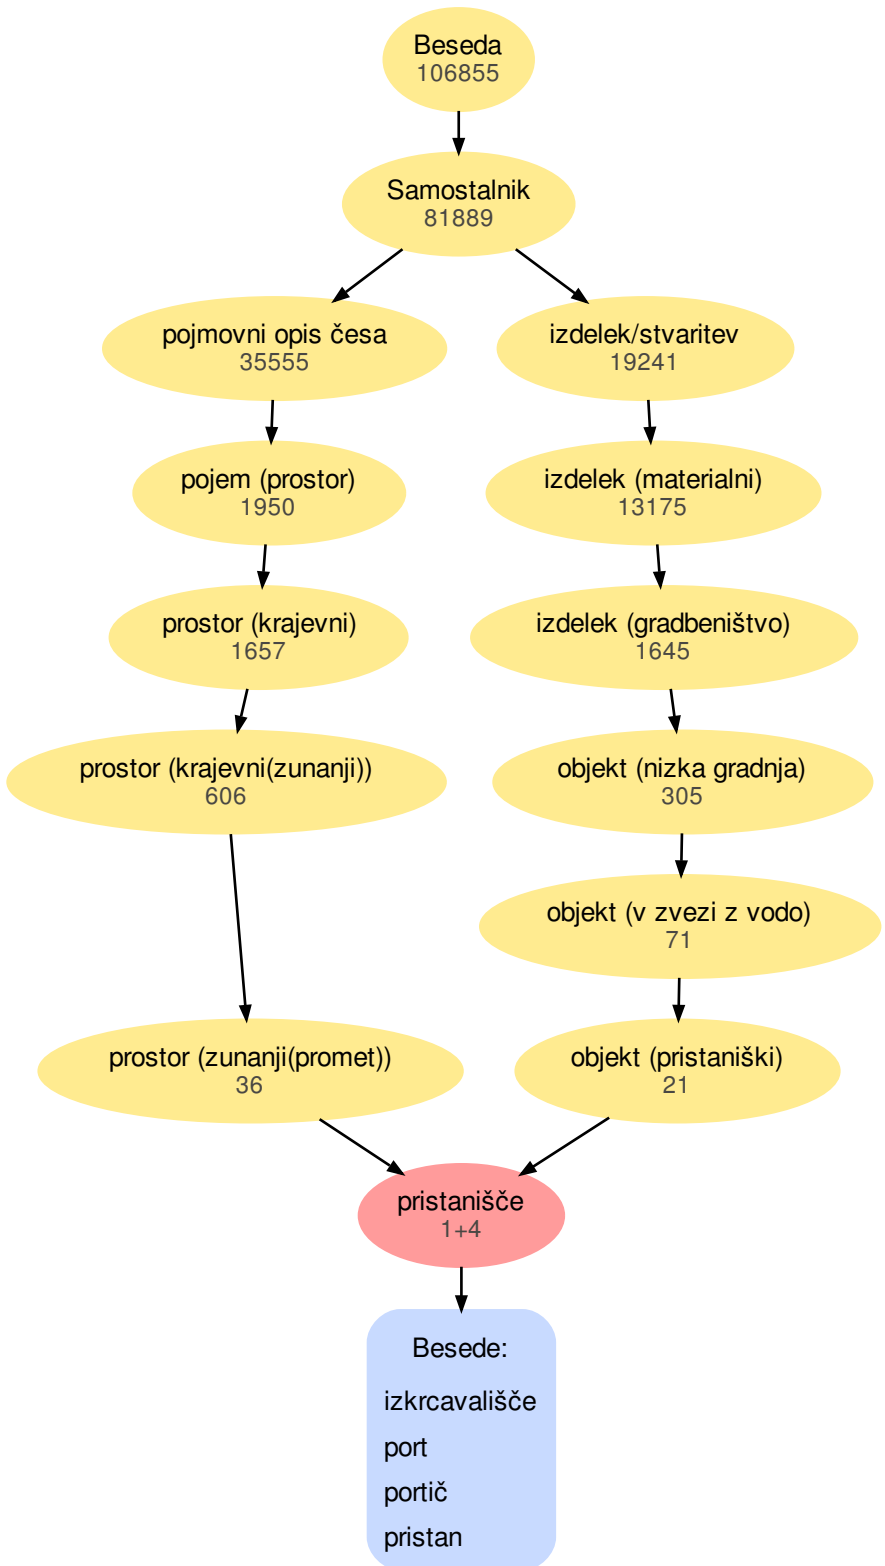 Beseda
106855
Samostalnik
81889
pojmovni opis česa
35555
izdelek/stvaritev
19241
pojem (prostor)
1950
izdelek (materialni)
13175
prostor (krajevni)
1657
izdelek (gradbeništvo)
1645
prostor (krajevni(zunanji))
606
objekt (nizka gradnja)
305
objekt (v zvezi z vodo)
71
prostor (zunanji(promet))
36
objekt (pristaniški)
21
pristanišče
1+4
Besede:
izkrcavališče
port
portič
pristan